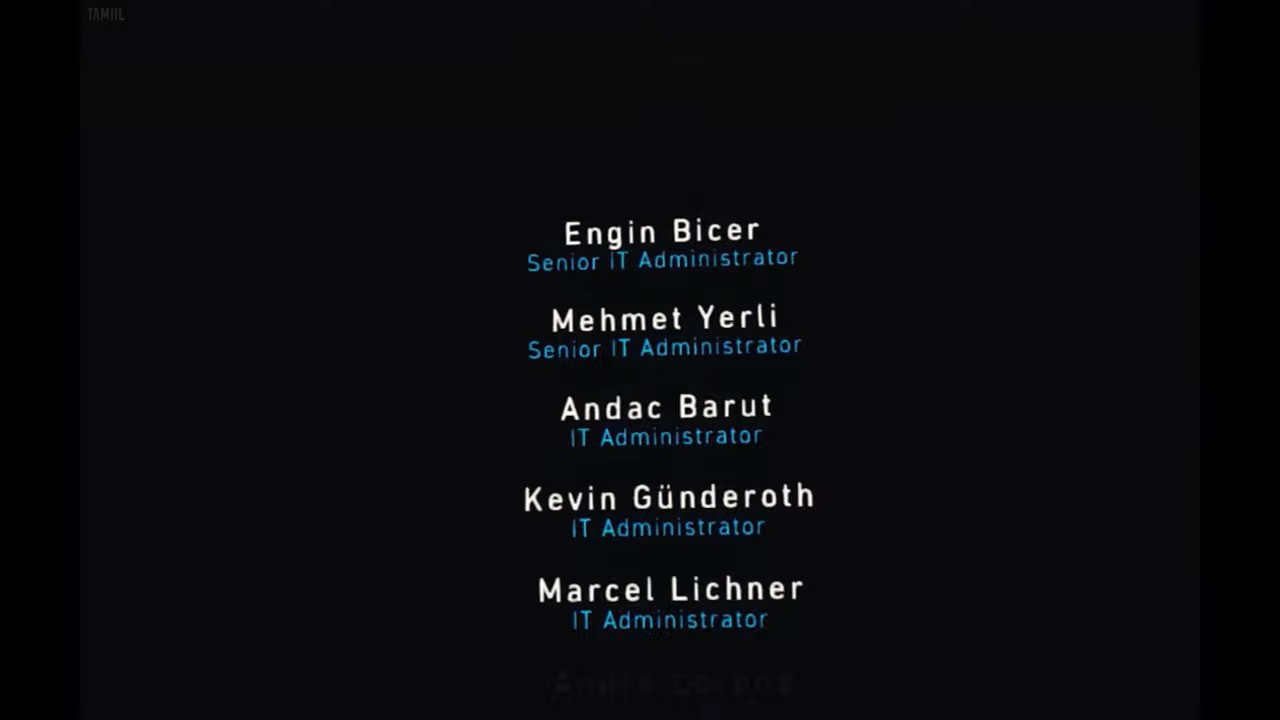 TAMIIL
Engin Bicer
Senior IT Administrator
Mehmet Yerli
Senior IT Administrator
Andac Barut
IT Administrator
Kevin Günderoth
IT Administrator
Marcel Lichner
IT Administrator